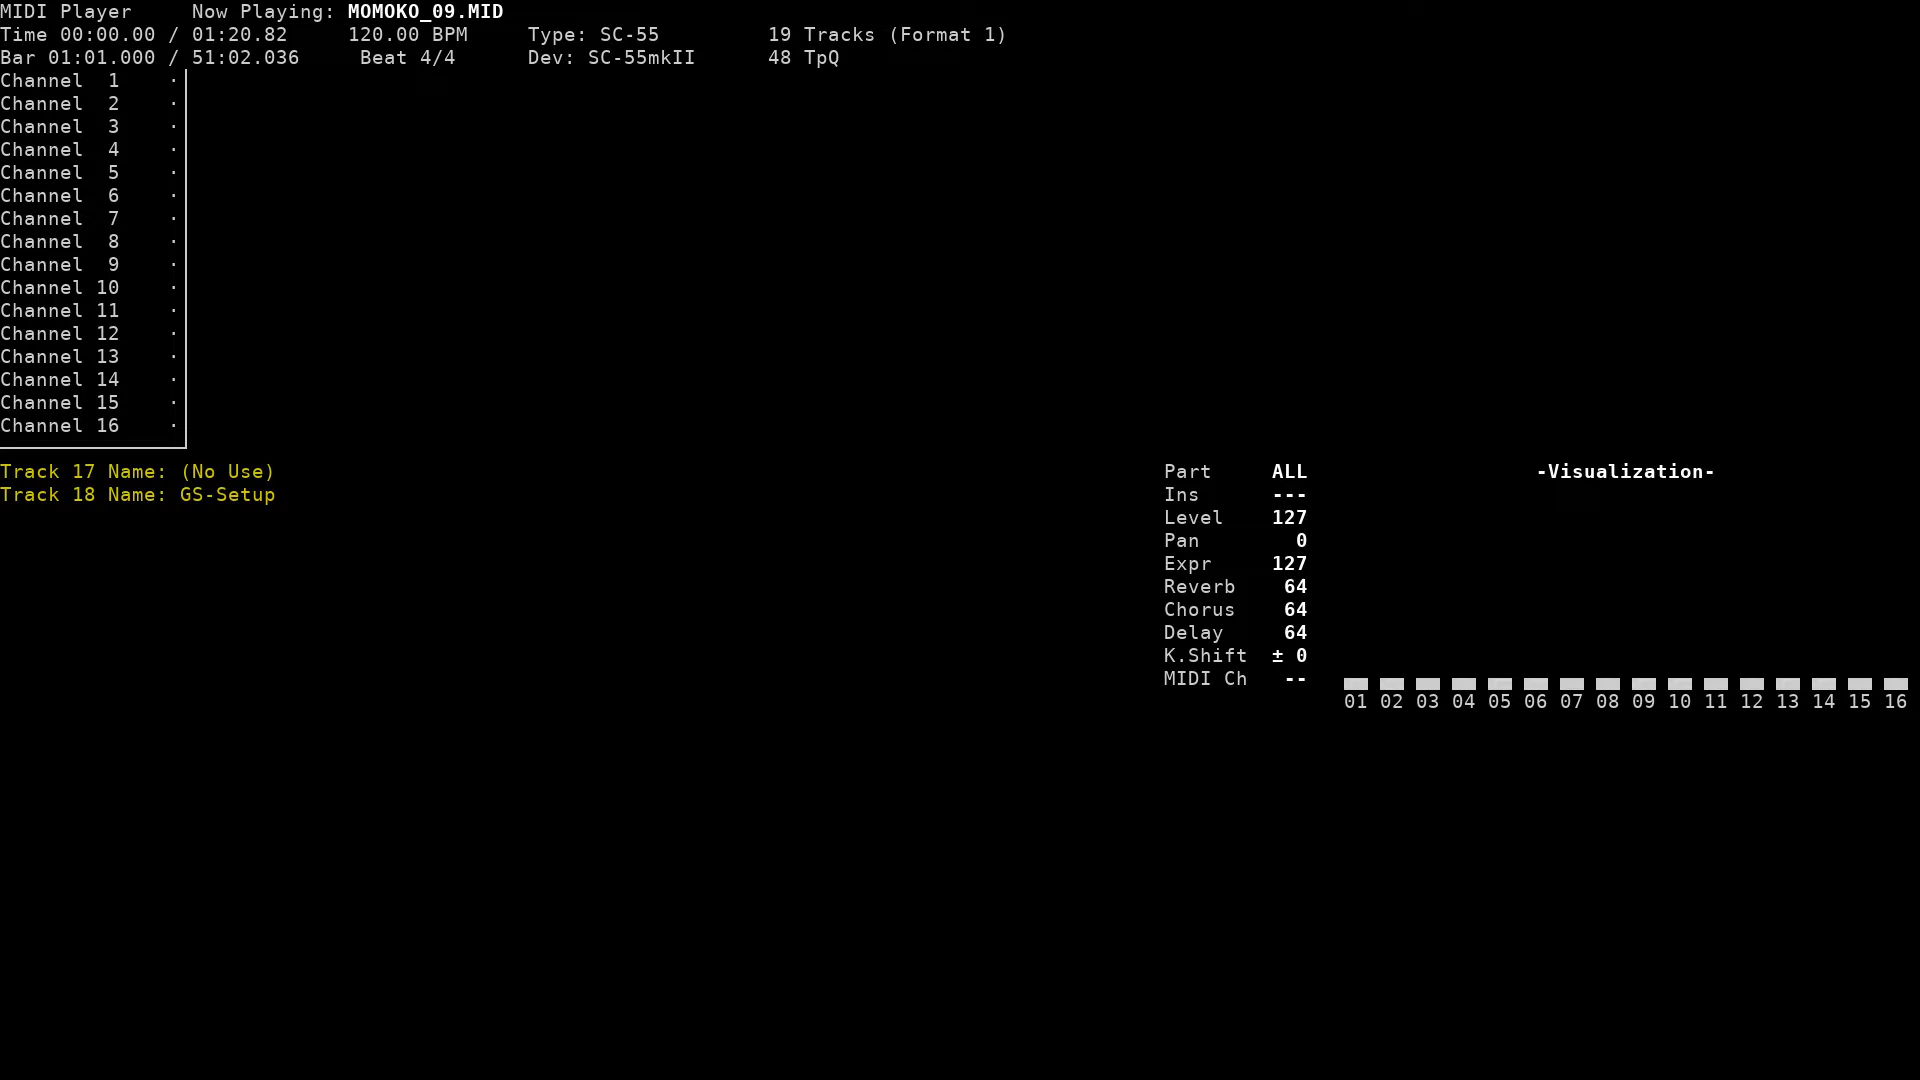 MIDI Player     Now Playing: MOMOKO_09.MID
Time 00:00.00 / 01:20.82     120.00 BPM     Type: SC-55         19 Tracks (Format 1)
Bar 01:01.000 / 51:02.036     Beat 4/4      Dev: SC-55mkII      48 TpQ
Channel  1    ·
Channel  2    ·
Channel  3    ·
Channel  4    ·
Channel  5    ·
Channel  6    ·
Channel  7    ·
Channel  8    ·
Channel  9    ·
Channel 10    ·
Channel 11    ·
Channel 12    ·
Channel 13    ·
Channel 14    ·
Channel 15    ·
Channel 16    ·
Track 17 Name: (No Use)
Track 18 Name: GS-Setup
Part     ALL
Ins      ---
Level    127
Pan        0
Expr     127
Reverb    64
Chorus    64
Delay     64
K.Shift  ± 0
MIDI Ch   --
-Visualization-
01 02 03 04 05 06 07 08 09 10 11 12 13 14 15 16